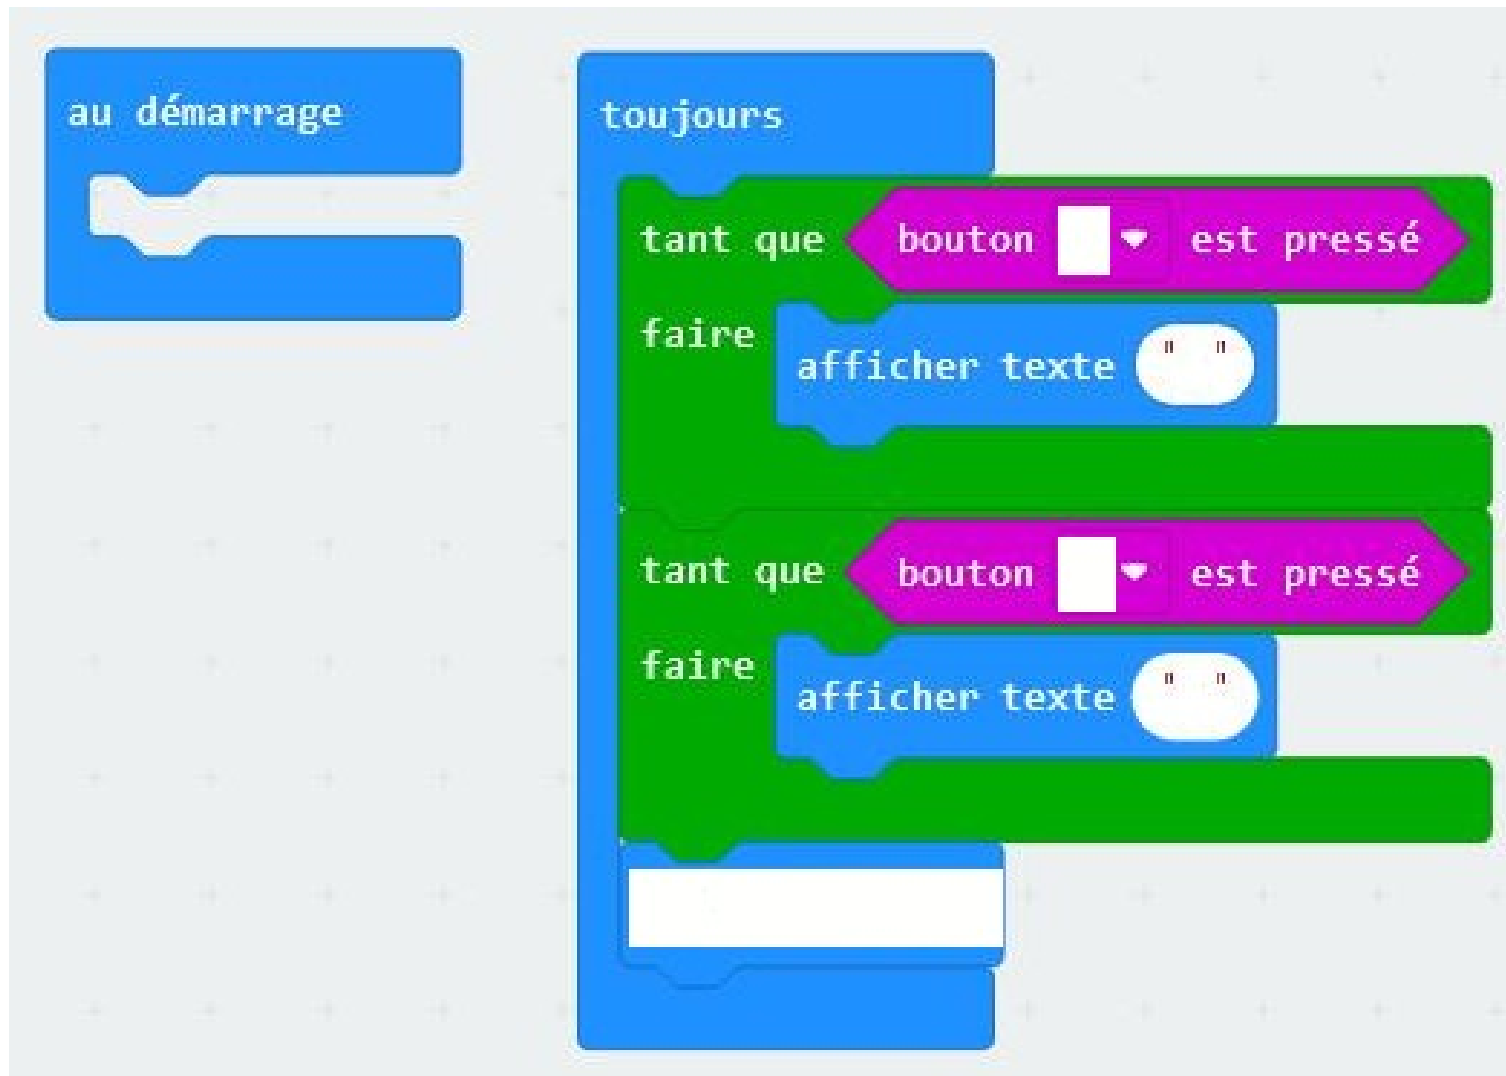 au démarrage
toujours
tant que bouton est pressé
faire
afficher texte " "
tant que bouton est pressé
faire
afficher texte " "